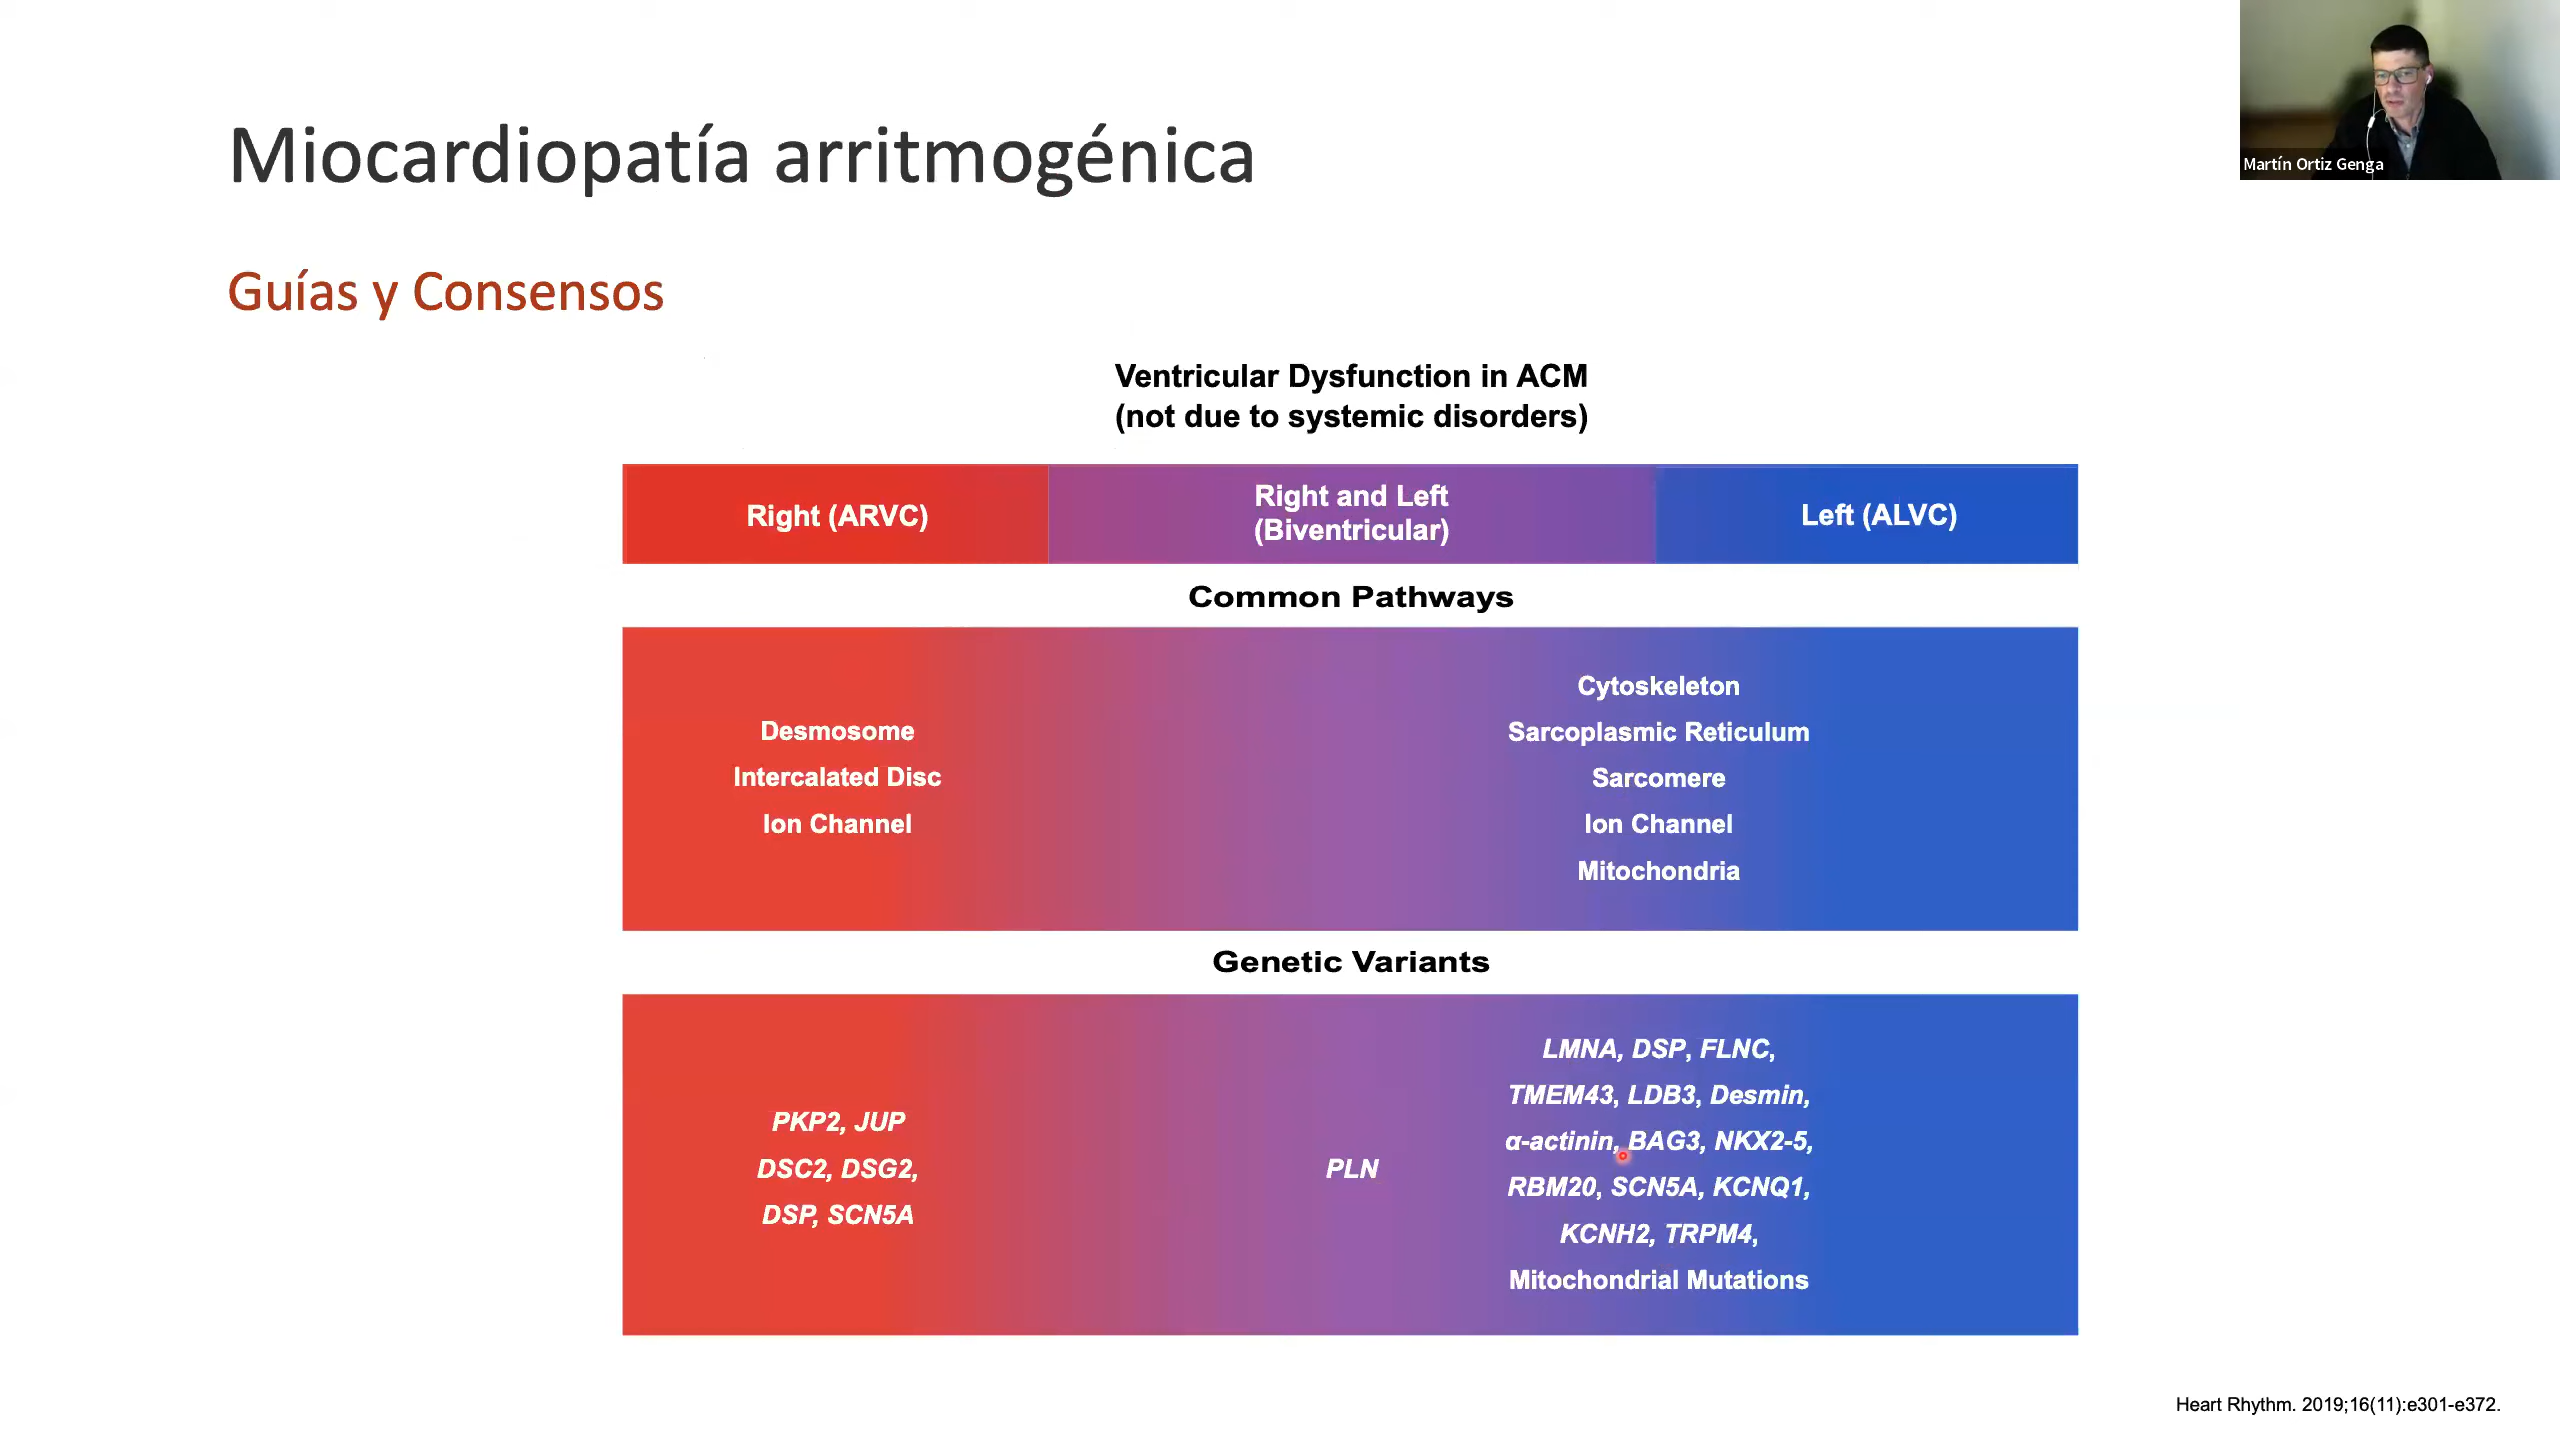 Martín Ortiz Genga
Miocardiopatía arritmogénica
Guías y Consensos
Ventricular Dysfunction in ACM
(not due to systemic disorders)
Right (ARVC)
Right and Left
(Biventricular)
Left (ALVC)
Common Pathways
Desmosome
Intercalated Disc
Ion Channel
Cytoskeleton
Sarcoplasmic Reticulum
Sarcomere
Ion Channel
Mitochondria
Genetic Variants
PKP2, JUP
DSC2, DSG2,
DSP, SCN5A
PLN
LMNA, DSP, FLNC,
TMEM43, LDB3, Desmin,
α-actinin, BAG3, NKX2-5,
RBM20, SCN5A, KCNQ1,
KCNH2, TRPM4,
Mitochondrial Mutations
Heart Rhythm. 2019;16(11):e301-e372.